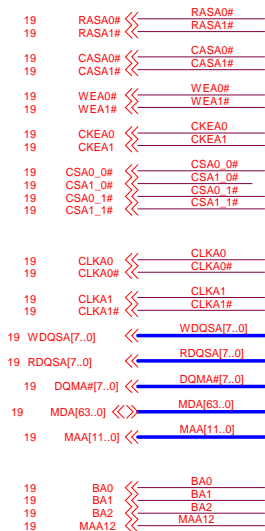 19 RASA0# RASA0#
19 RASA1# RASA1#
19 CASA0# CASA0#
19 CASA1# CASA1#
19 WEA0# WEA0#
19 WEA1# WEA1#
19 CKEA0 CKEA0
19 CKEA1 CKEA1
19 CSA0_0# CSA0_0#
19 CSA1_0# CSA1_0#
19 CSA0_1# CSA0_1#
19 CSA1_1# CSA1_1#
19 CLKA0 CLKA0
19 CLKA0# CLKA0#
19 CLKA1 CLKA1
19 CLKA1# CLKA1#
19 WDQSA[7..0] WDQSA[7..0]
19 RDQSA[7..0] RDQSA[7..0]
19 DQMA#[7..0] DQMA#[7..0]
19 MDA[63..0] MDA[63..0]
19 MAA[11..0] MAA[11..0]
19 BA0 BA0
19 BA1 BA1
19 BA2 BA2
19 MAA12 MAA12